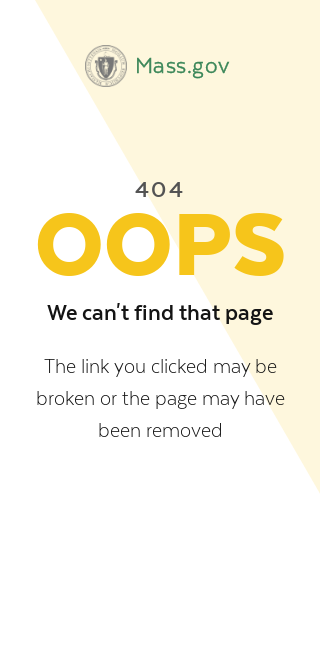 Mass.gov
404
OOPS
We can't find that page
The link you clicked may be
broken or the page may have
been removed